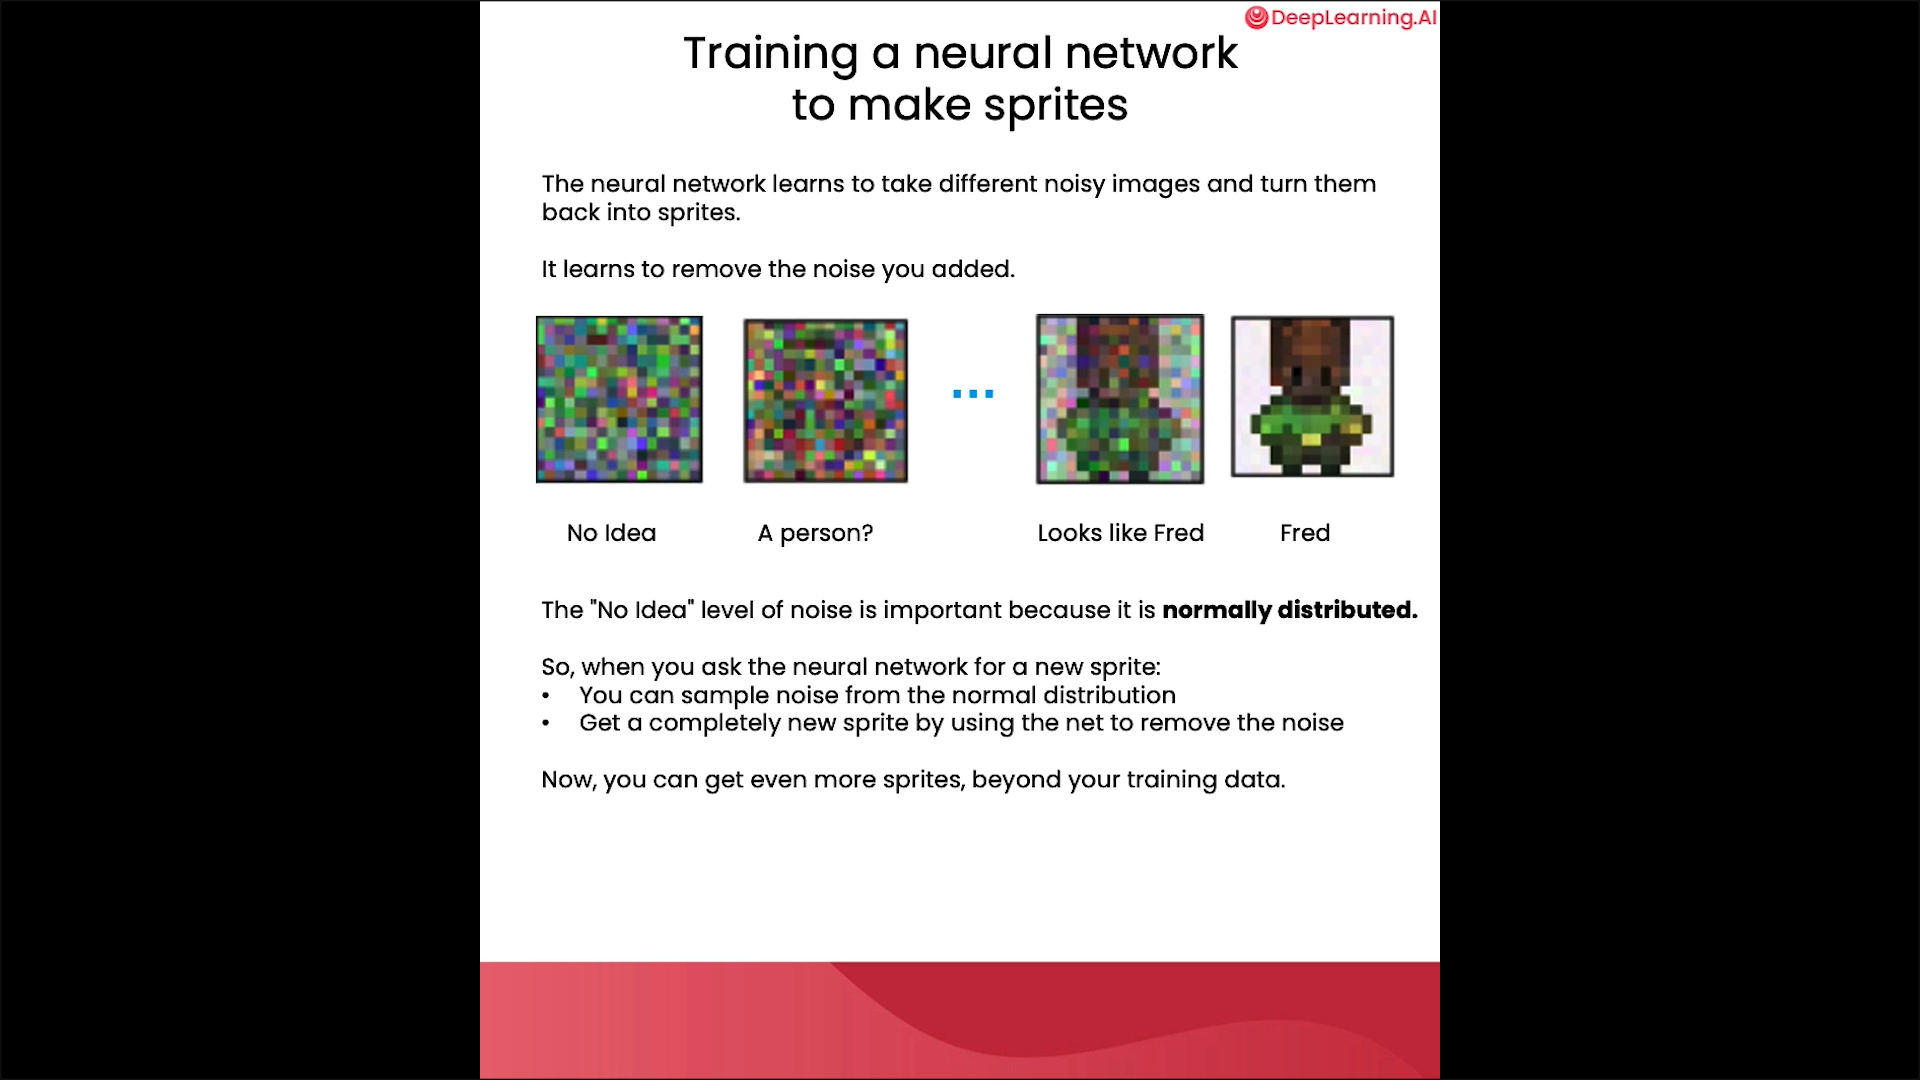 DeepLearning.AI
Training a neural network
to make sprites
The neural network learns to take different noisy images and turn them
back into sprites.
It learns to remove the noise you added.
No Idea
A person?
Looks like Fred
Fred
The "No Idea" level of noise is important because it is normally distributed.
So, when you ask the neural network for a new sprite:
• You can sample noise from the normal distribution
• Get a completely new sprite by using the net to remove the noise
Now, you can get even more sprites, beyond your training data.